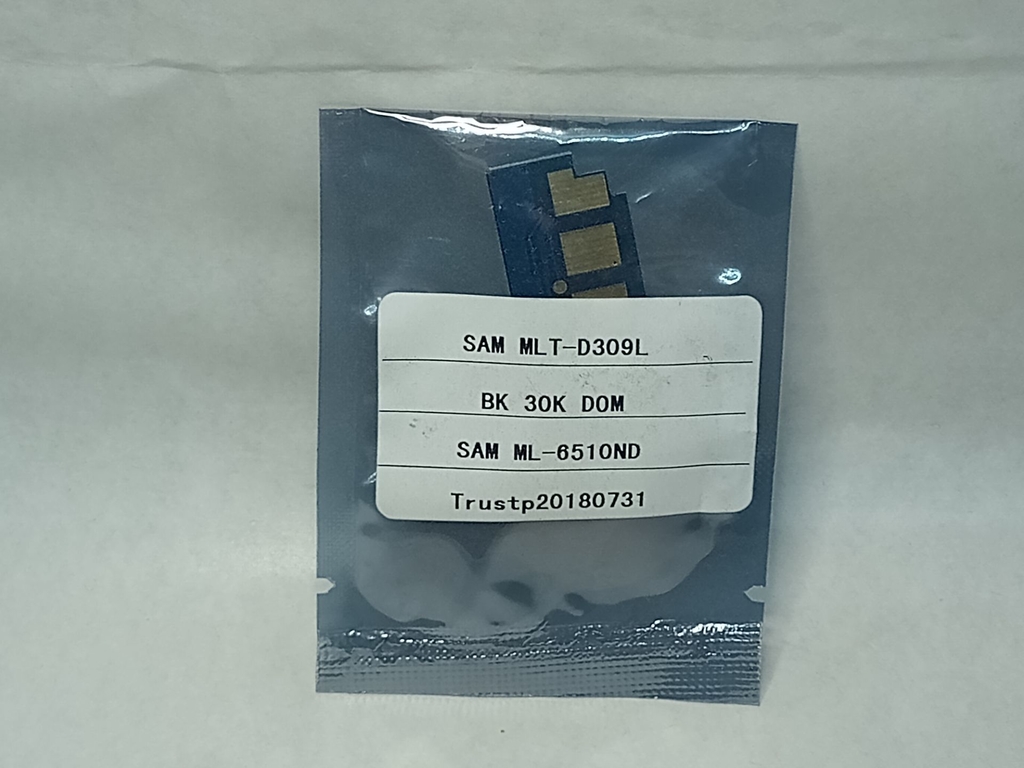 SAM MLT-D309L
BK 30K DOM
SAM ML-6510ND
Trustp20180731